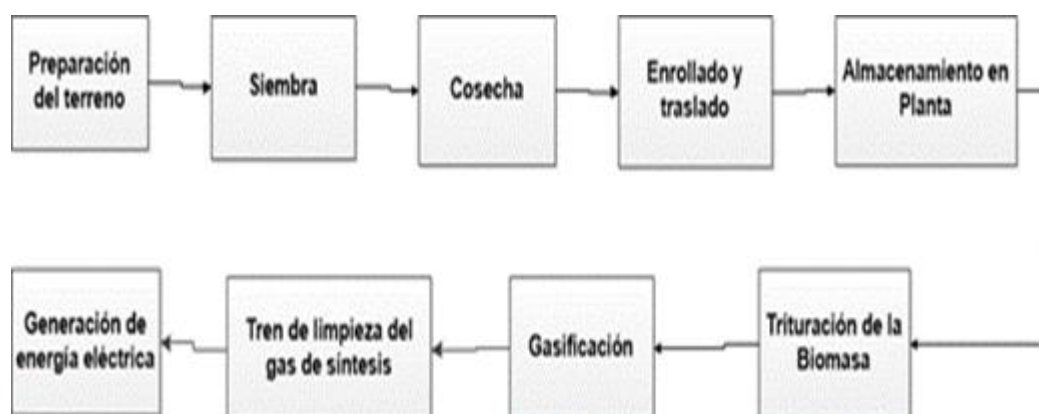 Preparación
del terreno
Siembra
Cosecha
Enrollado y
traslado
Almacenamiento en
Planta
Generación de
energía eléctrica
Tren de limpieza del
gas de síntesis
Gasificación
Trituración de la
Biomasa